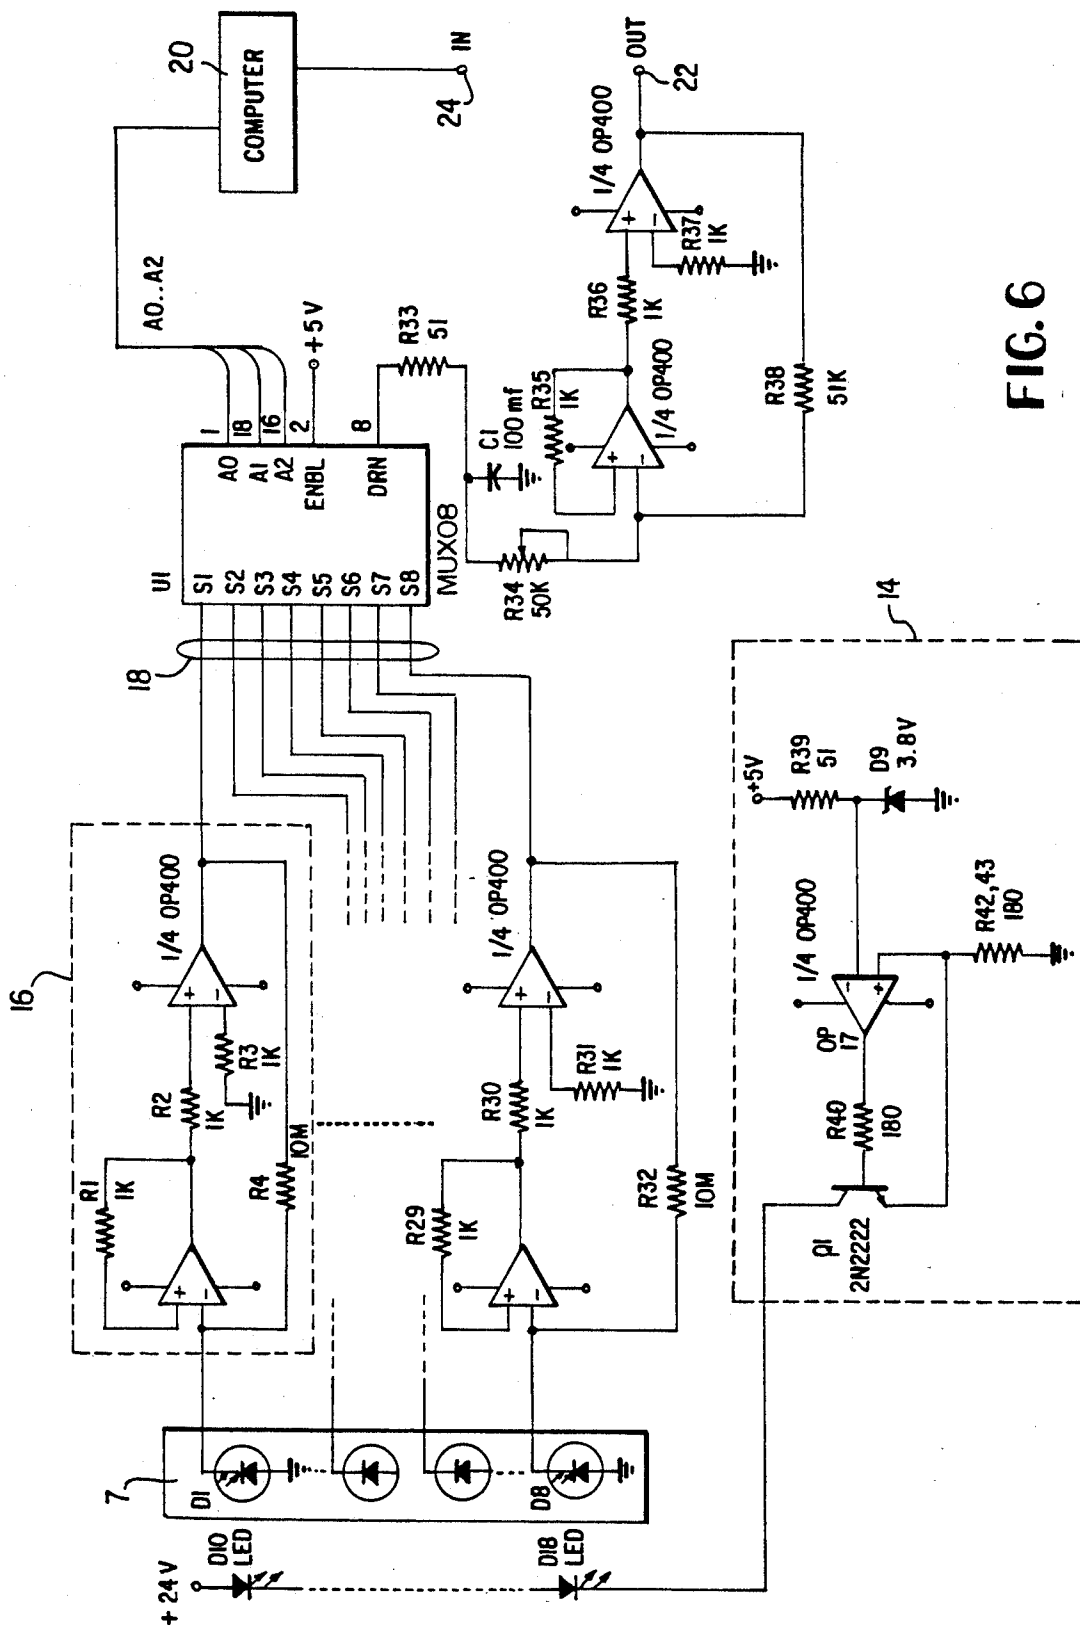 +24V
D10
LED
D18
LED
7
D1
D8
16
R1
1K
+
−
R2
1K
R3
1K
R4
10M
1/4 OP400
+
−
R29
1K
+
−
R30
1K
R31
1K
R32
10M
1/4 OP400
+
−
18
U1
S1
S2
S3
S4
S5
S6
S7
S8
MUX08
A0
A1
A2
ENBL
DRN
1
18
16
2
8
+5V
A0..A2
20
COMPUTER
24
IN
R33
51
C1
100mf
R34
50K
R35
1K
+
−
1/4 OP400
R36
1K
R37
1K
1/4 OP400
+
−
R38
51K
OUT
22
14
+5V
R39
51
D9
3.8V
1/4 OP400
−
+
OP
17
R42,43
180
R40
180
Q1
2N2222
FIG. 6